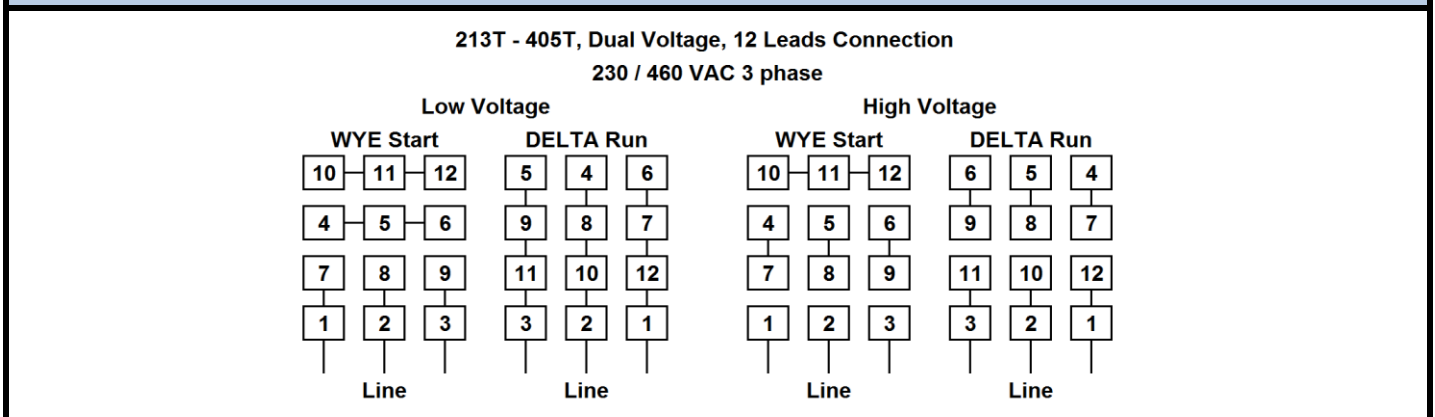 213T - 405T, Dual Voltage, 12 Leads Connection
230 / 460 VAC 3 phase
Low Voltage High Voltage
WYE Start DELTA Run WYE Start DELTA Run
10 11 12 5 4 6 10 11 12 6 5 4
4 5 6 9 8 7 4 5 6 9 8 7
7 8 9 11 10 12 7 8 9 11 10 12
1 2 3 3 2 1 1 2 3 3 2 1
Line Line Line Line